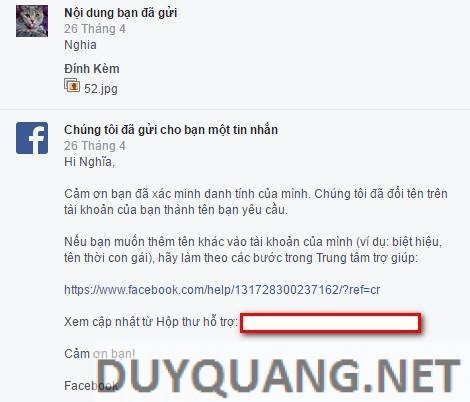 Nội dung bạn đã gửi
26 Tháng 4
Nghia
Đính Kèm
52.jpg
Chúng tôi đã gửi cho bạn một tin nhắn
26 Tháng 4
Hi Nghĩa,
Cảm ơn bạn đã xác minh danh tính của mình. Chúng tôi đã đổi tên trên
tài khoản của bạn thành tên bạn yêu cầu.
Nếu bạn muốn thêm tên khác vào tài khoản của mình (ví dụ: biệt hiệu,
tên thời con gái), hãy làm theo các bước trong Trung tâm trợ giúp:
https://www.facebook.com/help/131728300237162/?ref=cr
Xem cập nhật từ Hộp thư hỗ trợ:
Cảm ơn bạn!
Facebook
DUYQUANG.NET